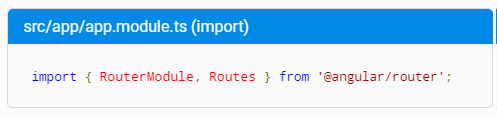 src/app/app.module.ts (import)
import { RouterModule, Routes } from '@angular/router';